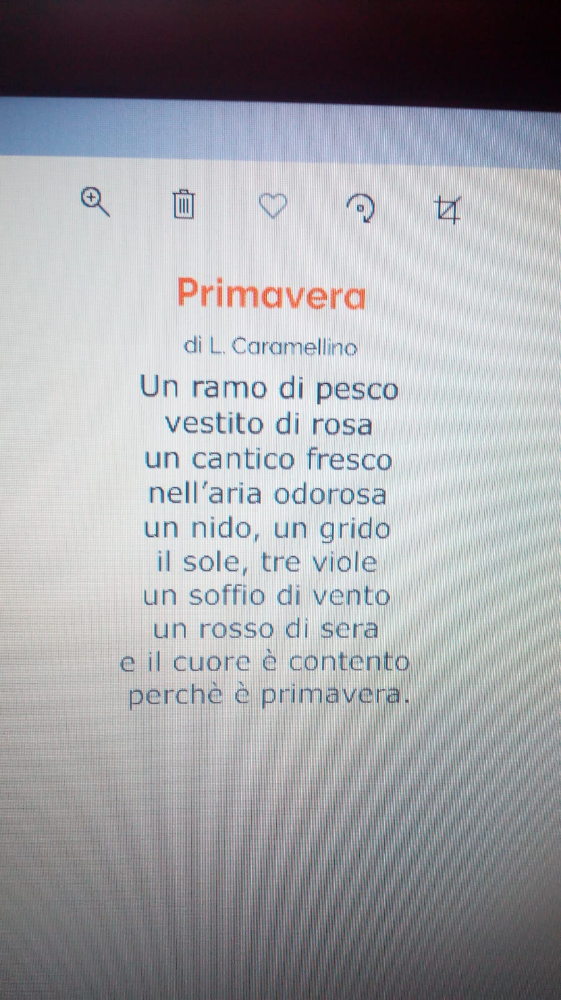 Primavera
di L. Caramellino
Un ramo di pesco
vestito di rosa
un cantico fresco
nell'aria odorosa
un nido, un grido
il sole, tre viole
un soffio di vento
un rosso di sera
e il cuore è contento
perchè è primavera.